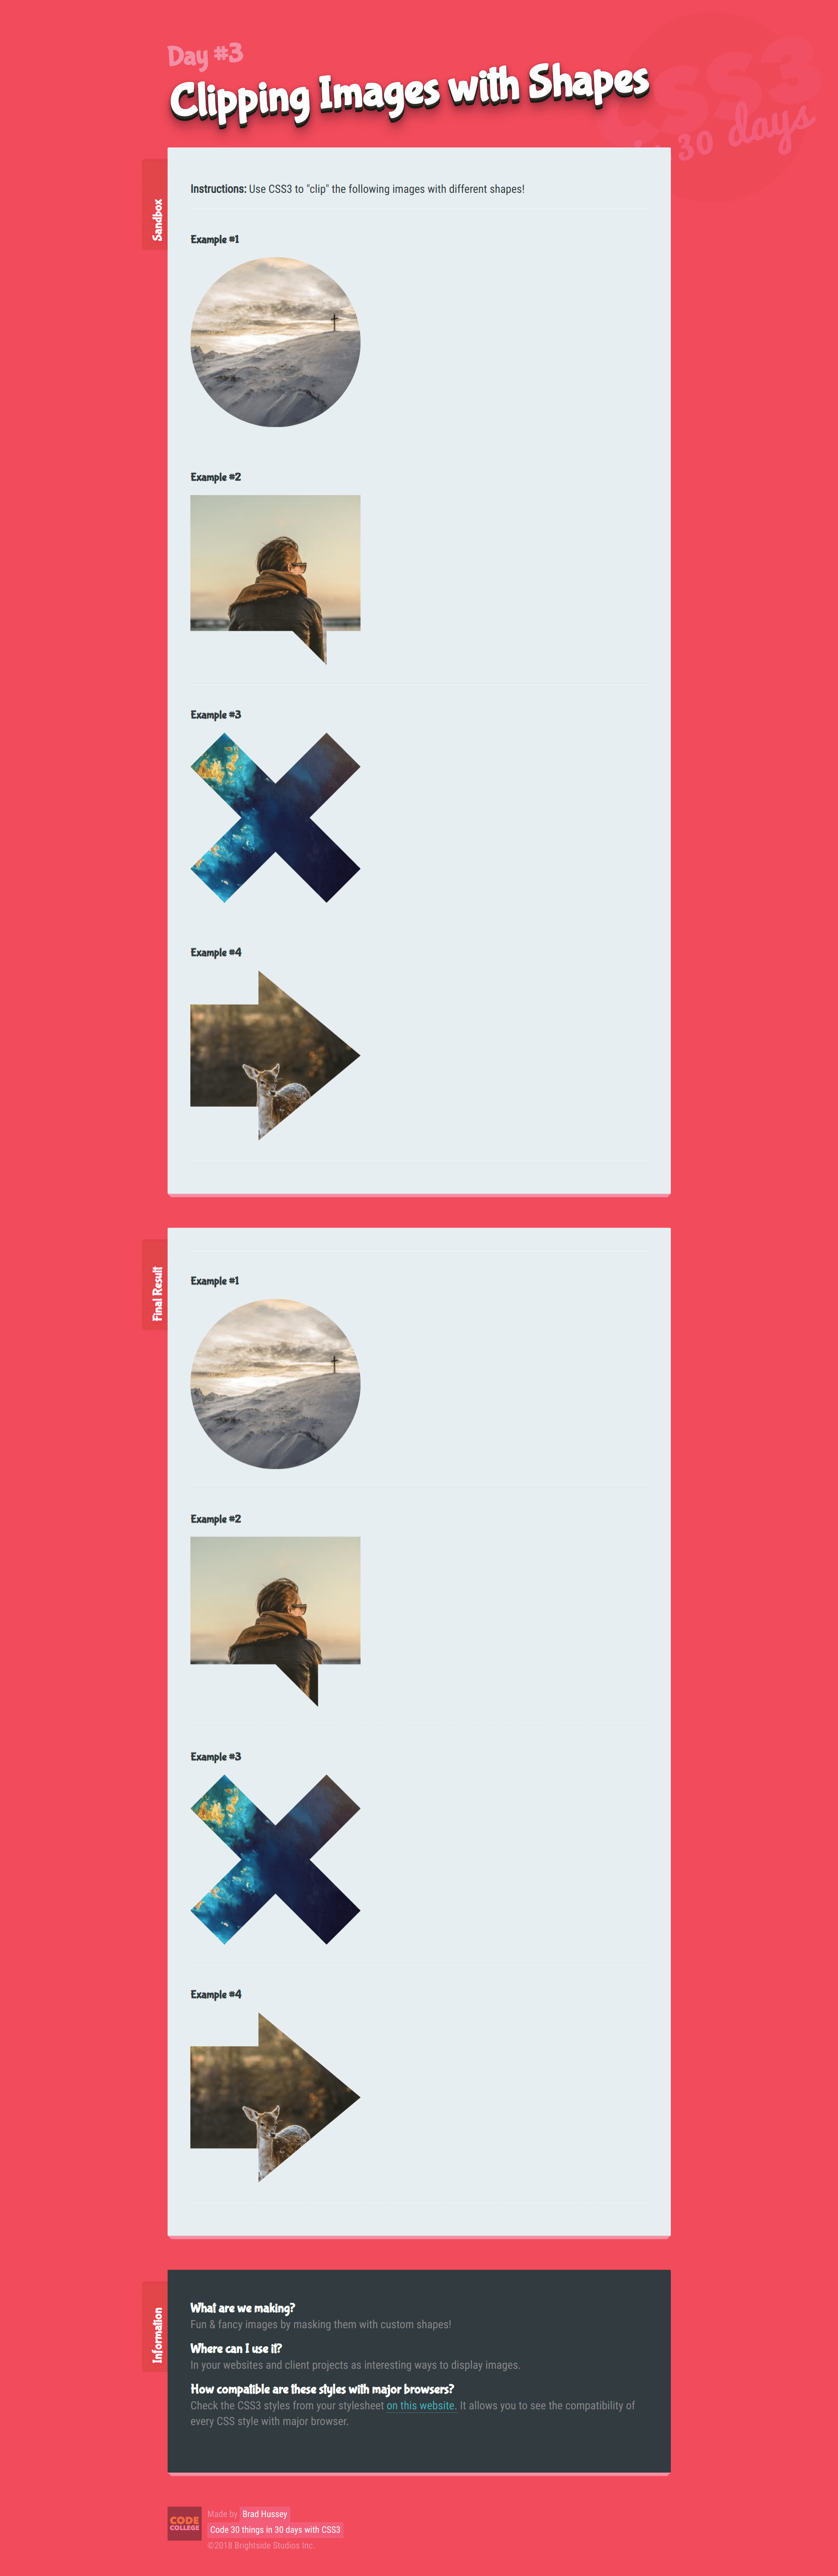 CSS3
30 days
Day #3
Clipping Images with Shapes
Sandbox
Instructions: Use CSS3 to "clip" the following images with different shapes!
Example #1
Example #2
Example #3
Example #4
Final Result
Example #1
Example #2
Example #3
Example #4
Information
What are we making?
Fun & fancy images by masking them with custom shapes!
Where can I use it?
In your websites and client projects as interesting ways to display images.
How compatible are these styles with major browsers?
Check the CSS3 styles from your stylesheet on this website. It allows you to see the compatibility of
every CSS style with major browser.
CODE
COLLEGE
Made by Brad Hussey
Code 30 things in 30 days with CSS3
©2018 Brightside Studios Inc.